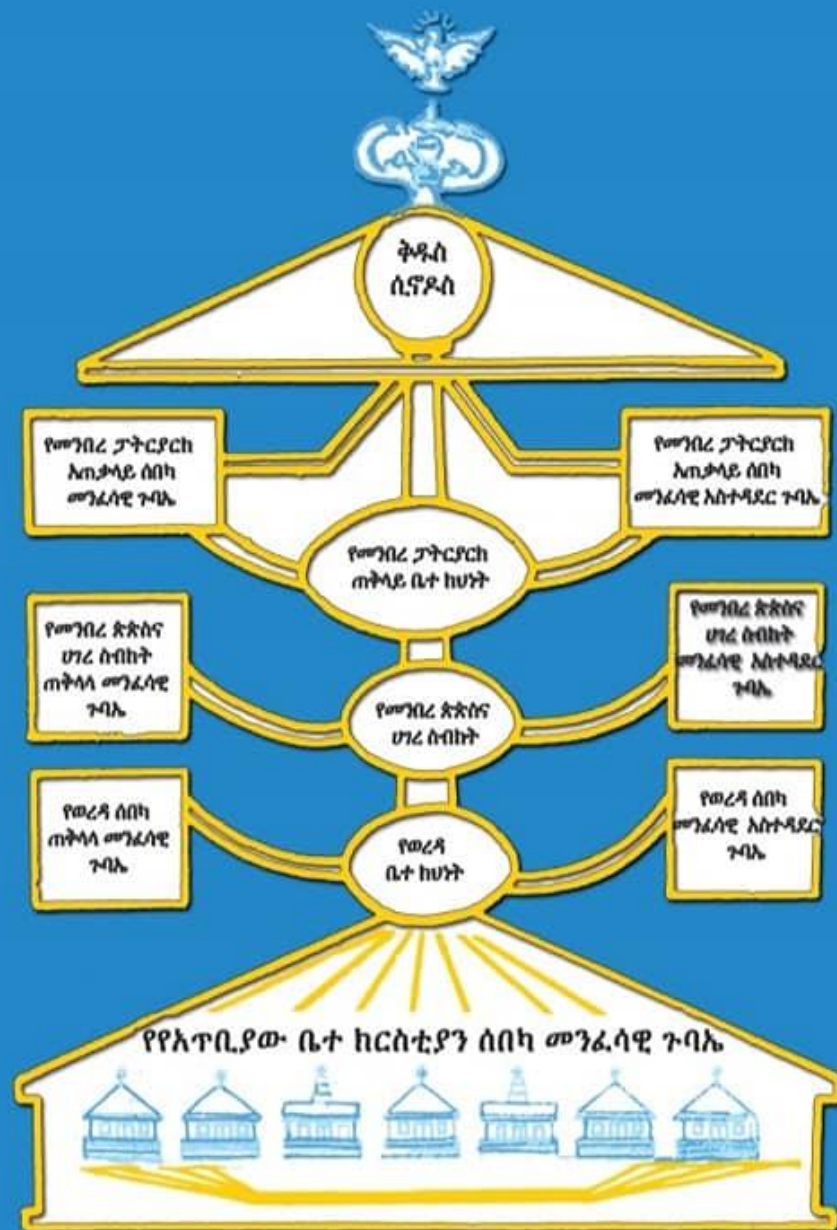 ቅዱስ
ሲኖዶስ
የመንበረ ፓትርያርክ
አጠቃላይ ሰበካ
መንፈሳዊ ጉባኤ
የመንበረ ፓትርያርክ
አጠቃላይ ሰበካ
መንፈሳዊ አስተዳደር ጉባኤ
የመንበረ ፓትርያርክ
ጠቅላይ ቤተ ክህነት
የመንበረ ጵጵስና
ሀገረ ስብከት
ጠቅላላ መንፈሳዊ
ጉባኤ
የመንበረ ጵጵስና
ሀገረ ስብከት
መንፈሳዊ አስተዳደር
ጉባኤ
የመንበረ ጵጵስና
ሀገረ ስብከት
የወረዳ ሰበካ
ጠቅላላ መንፈሳዊ
ጉባኤ
የወረዳ ሰበካ
መንፈሳዊ አስተዳደር
ጉባኤ
የወረዳ
ቤተ ክህነት
የየአጥቢያው ቤተ ክርስቲያን ሰበካ መንፈሳዊ ጉባኤ